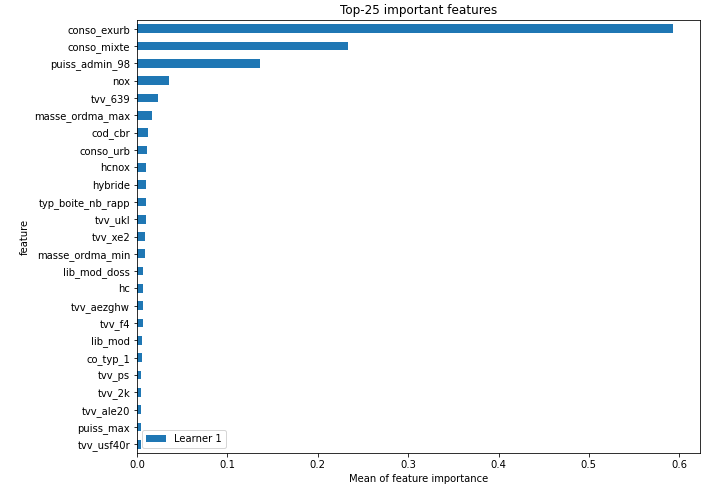 Top-25 important features
conso_exurb
conso_mixte
puiss_admin_98
nox
tvv_639
masse_ordma_max
cod_cbr
conso_urb
hcnox
hybride
typ_boite_nb_rapp
tvv_ukl
tvv_xe2
masse_ordma_min
lib_mod_doss
hc
tvv_aezghw
tvv_f4
lib_mod
co_typ_1
tvv_ps
tvv_2k
tvv_ale20
puiss_max
tvv_usf40r
feature
Learner 1
0.0 0.1 0.2 0.3 0.4 0.5 0.6
Mean of feature importance